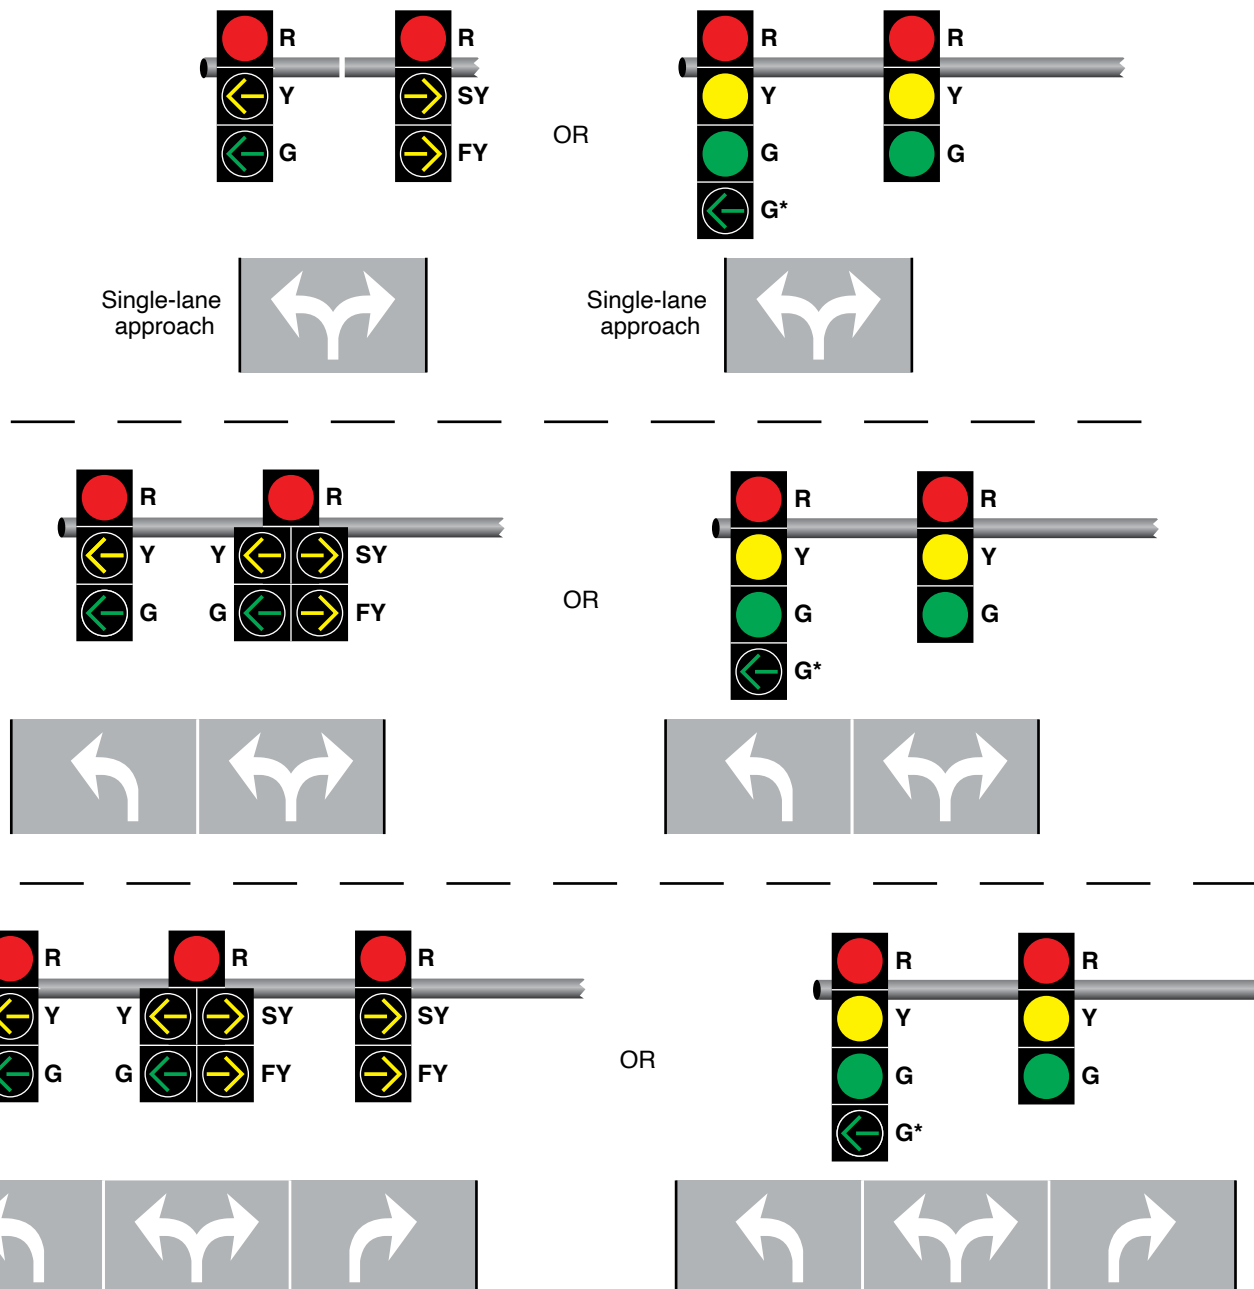 R R R R
Y SY Y Y
G FY OR G G
G*
Single-lane approach
Single-lane approach
R R R R
Y Y SY Y Y
G G FY OR G G
G*
R R R R R
Y Y SY SY Y Y
G G FY FY OR G G
G*